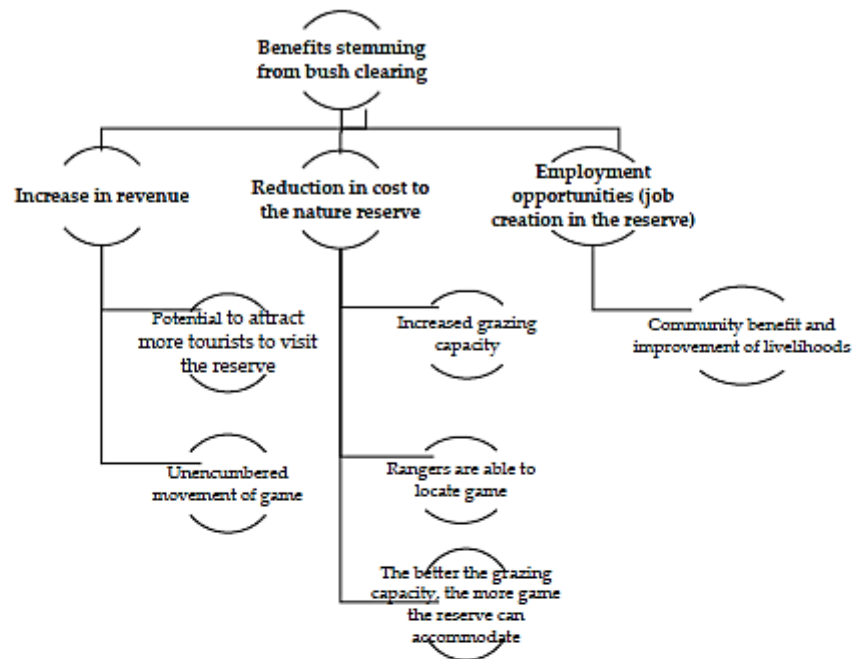 Benefits stemming
from bush clearing
Increase in revenue
Reduction in cost to
the nature reserve
Employment
opportunities (job
creation in the reserve)
Potential to attract
more tourists to visit
the reserve
Unencumbered
movement of game
Increased grazing
capacity
Rangers are able to
locate game
The better the grazing
capacity, the more game
the reserve can
accommodate
Community benefit and
improvement of livelihoods